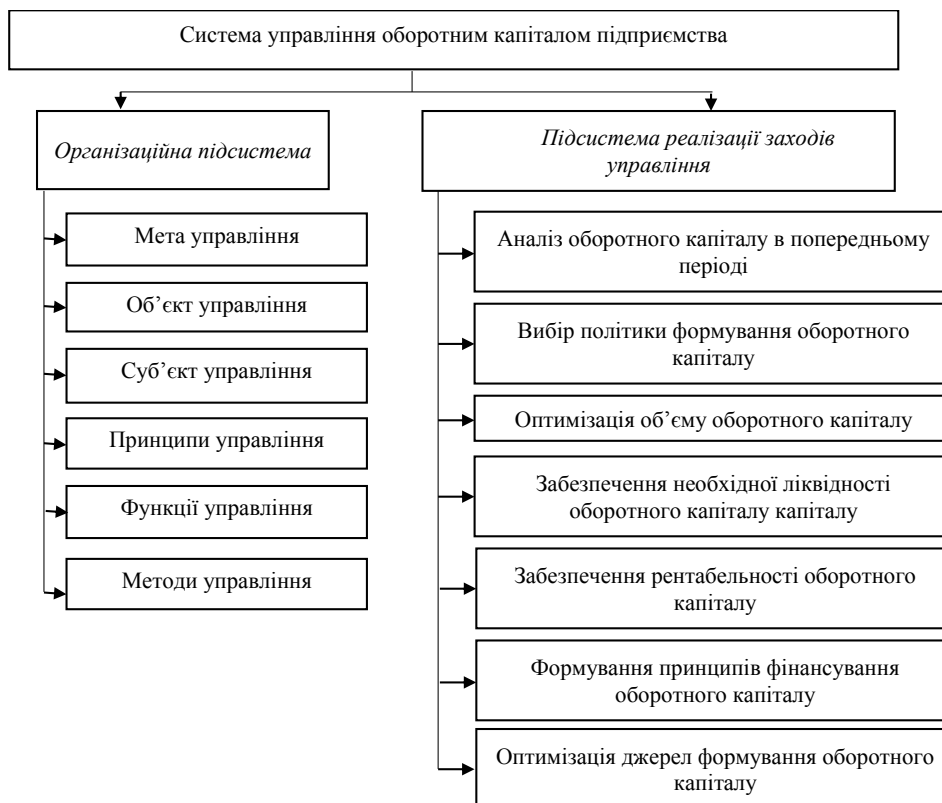 Система управління оборотним капіталом підприємства
Організаційна підсистема
Мета управління
Об’єкт управління
Суб’єкт управління
Принципи управління
Функції управління
Методи управління
Підсистема реалізації заходів
управління
Аналіз оборотного капіталу в попередньому
періоді
Вибір політики формування оборотного
капіталу
Оптимізація об’єму оборотного капіталу
Забезпечення необхідної ліквідності
оборотного капіталу капіталу
Забезпечення рентабельності оборотного
капіталу
Формування принципів фінансування
оборотного капіталу
Оптимізація джерел формування оборотного
капіталу